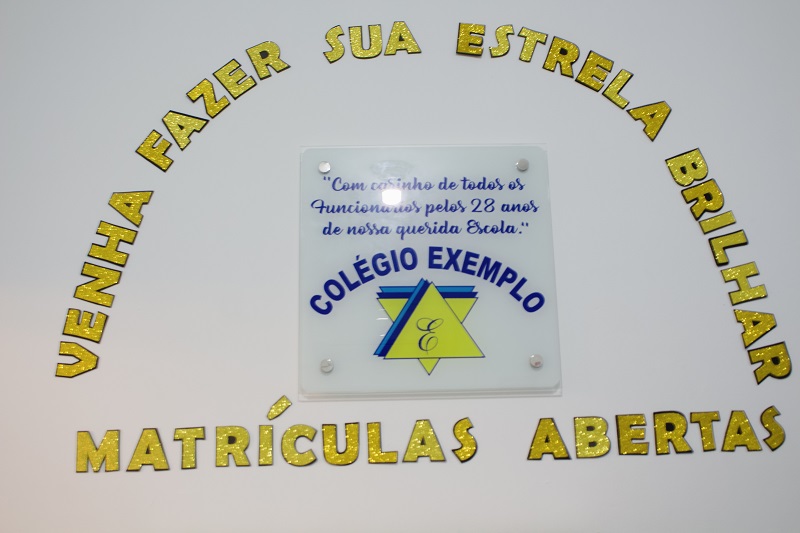 VENHA FAZER SUA ESTRELA BRILHAR
"Com carinho de todos os
Funcionários pelos 28 anos
de nossa querida Escola."
COLÉGIO EXEMPLO
E
MATRÍCULAS ABERTAS